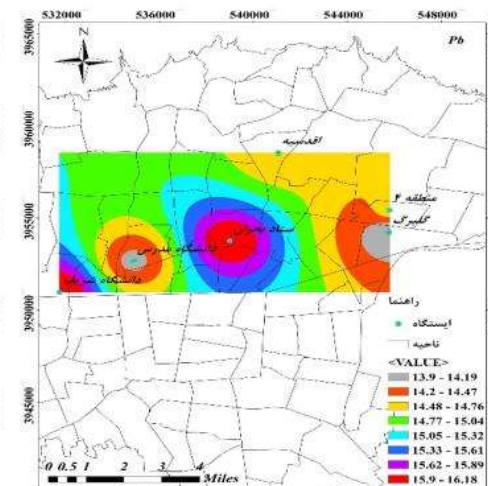 532000 536000 540000 544000 548000
3965000
N
Pb
3960000
اقدسیه
منطقه ۴
3955000
گلبرگ
ستاد بحران
دانشگاه مدرس
دانشگاه شریف
3950000
راهنما
ایستگاه
ناحیه
<VALUE>
13.9 - 14.19
14.2 - 14.47
14.48 - 14.76
14.77 - 15.04
3945000
15.05 - 15.32
15.33 - 15.61
15.62 - 15.89
15.9 - 16.18
0 0.5 1 2 3 4
Miles